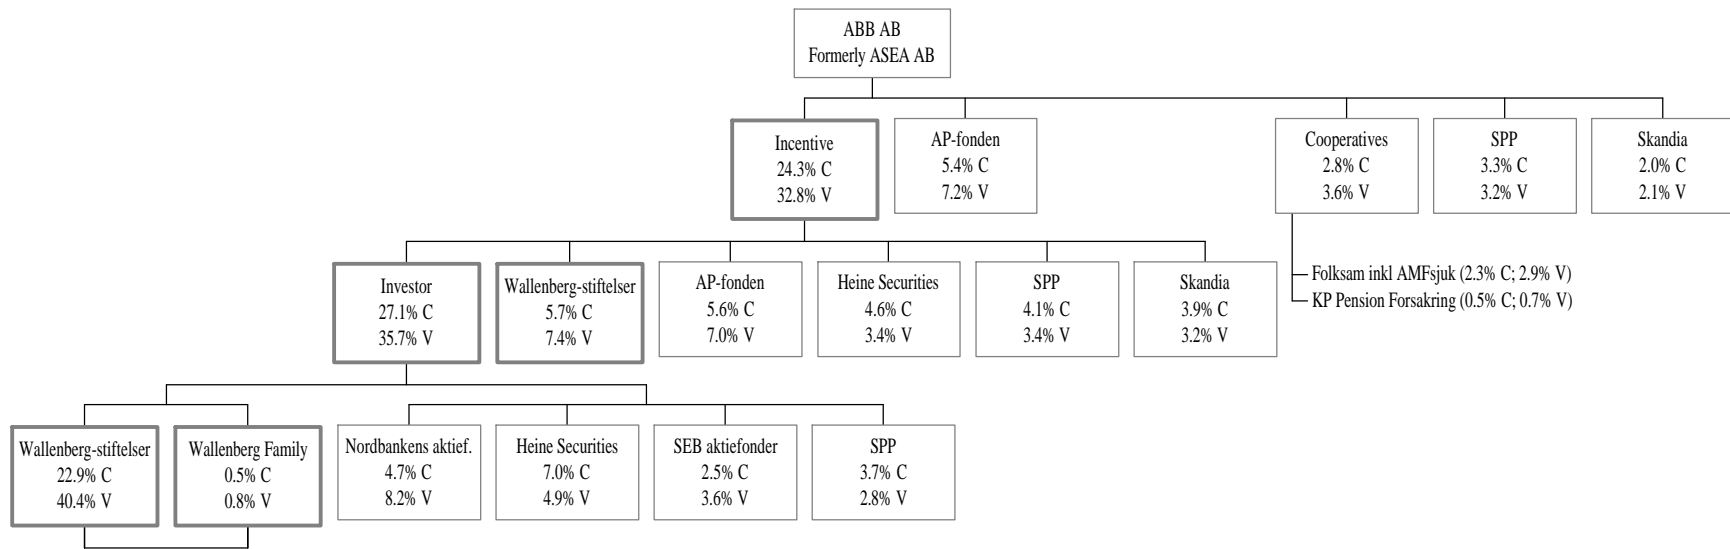 ABB AB
Formerly ASEA AB
Incentive
24.3% C
32.8% V
AP-fonden
5.4% C
7.2% V
Cooperatives
2.8% C
3.6% V
SPP
3.3% C
3.2% V
Skandia
2.0% C
2.1% V
Folksam inkl AMFsjuk (2.3% C; 2.9% V)
KP Pension Forsakring (0.5% C; 0.7% V)
Investor
27.1% C
35.7% V
Wallenberg-stiftelser
5.7% C
7.4% V
AP-fonden
5.6% C
7.0% V
Heine Securities
4.6% C
3.4% V
SPP
4.1% C
3.4% V
Skandia
3.9% C
3.2% V
Wallenberg-stiftelser
22.9% C
40.4% V
Wallenberg Family
0.5% C
0.8% V
Nordbankens aktief.
4.7% C
8.2% V
Heine Securities
7.0% C
4.9% V
SEB aktiefonder
2.5% C
3.6% V
SPP
3.7% C
2.8% V